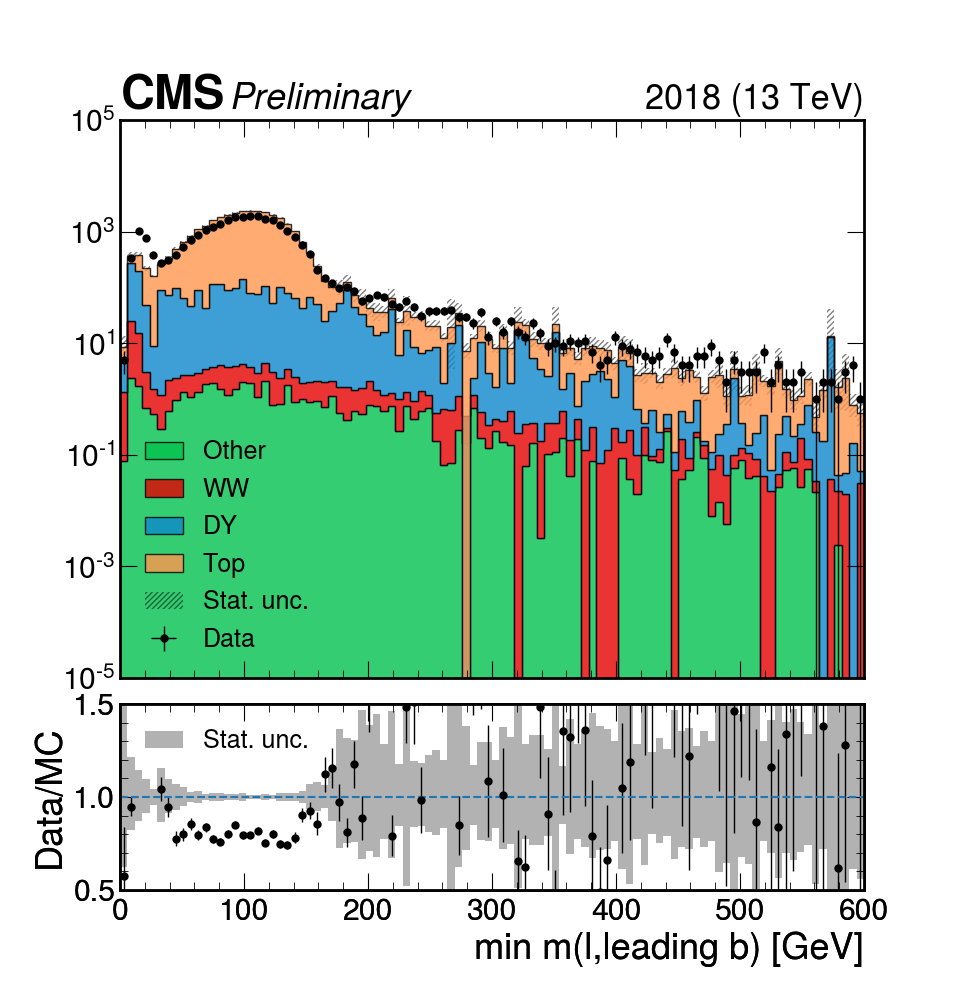 CMS Preliminary 2018 (13 TeV)
10^5
10^3
10^1
10^-1
10^-3
10^-5
Other
WW
DY
Top
Stat. unc.
Data
1.5
1.0
0.5
Data/MC
Stat. unc.
0 100 200 300 400 500 600
min m(l,leading b) [GeV]